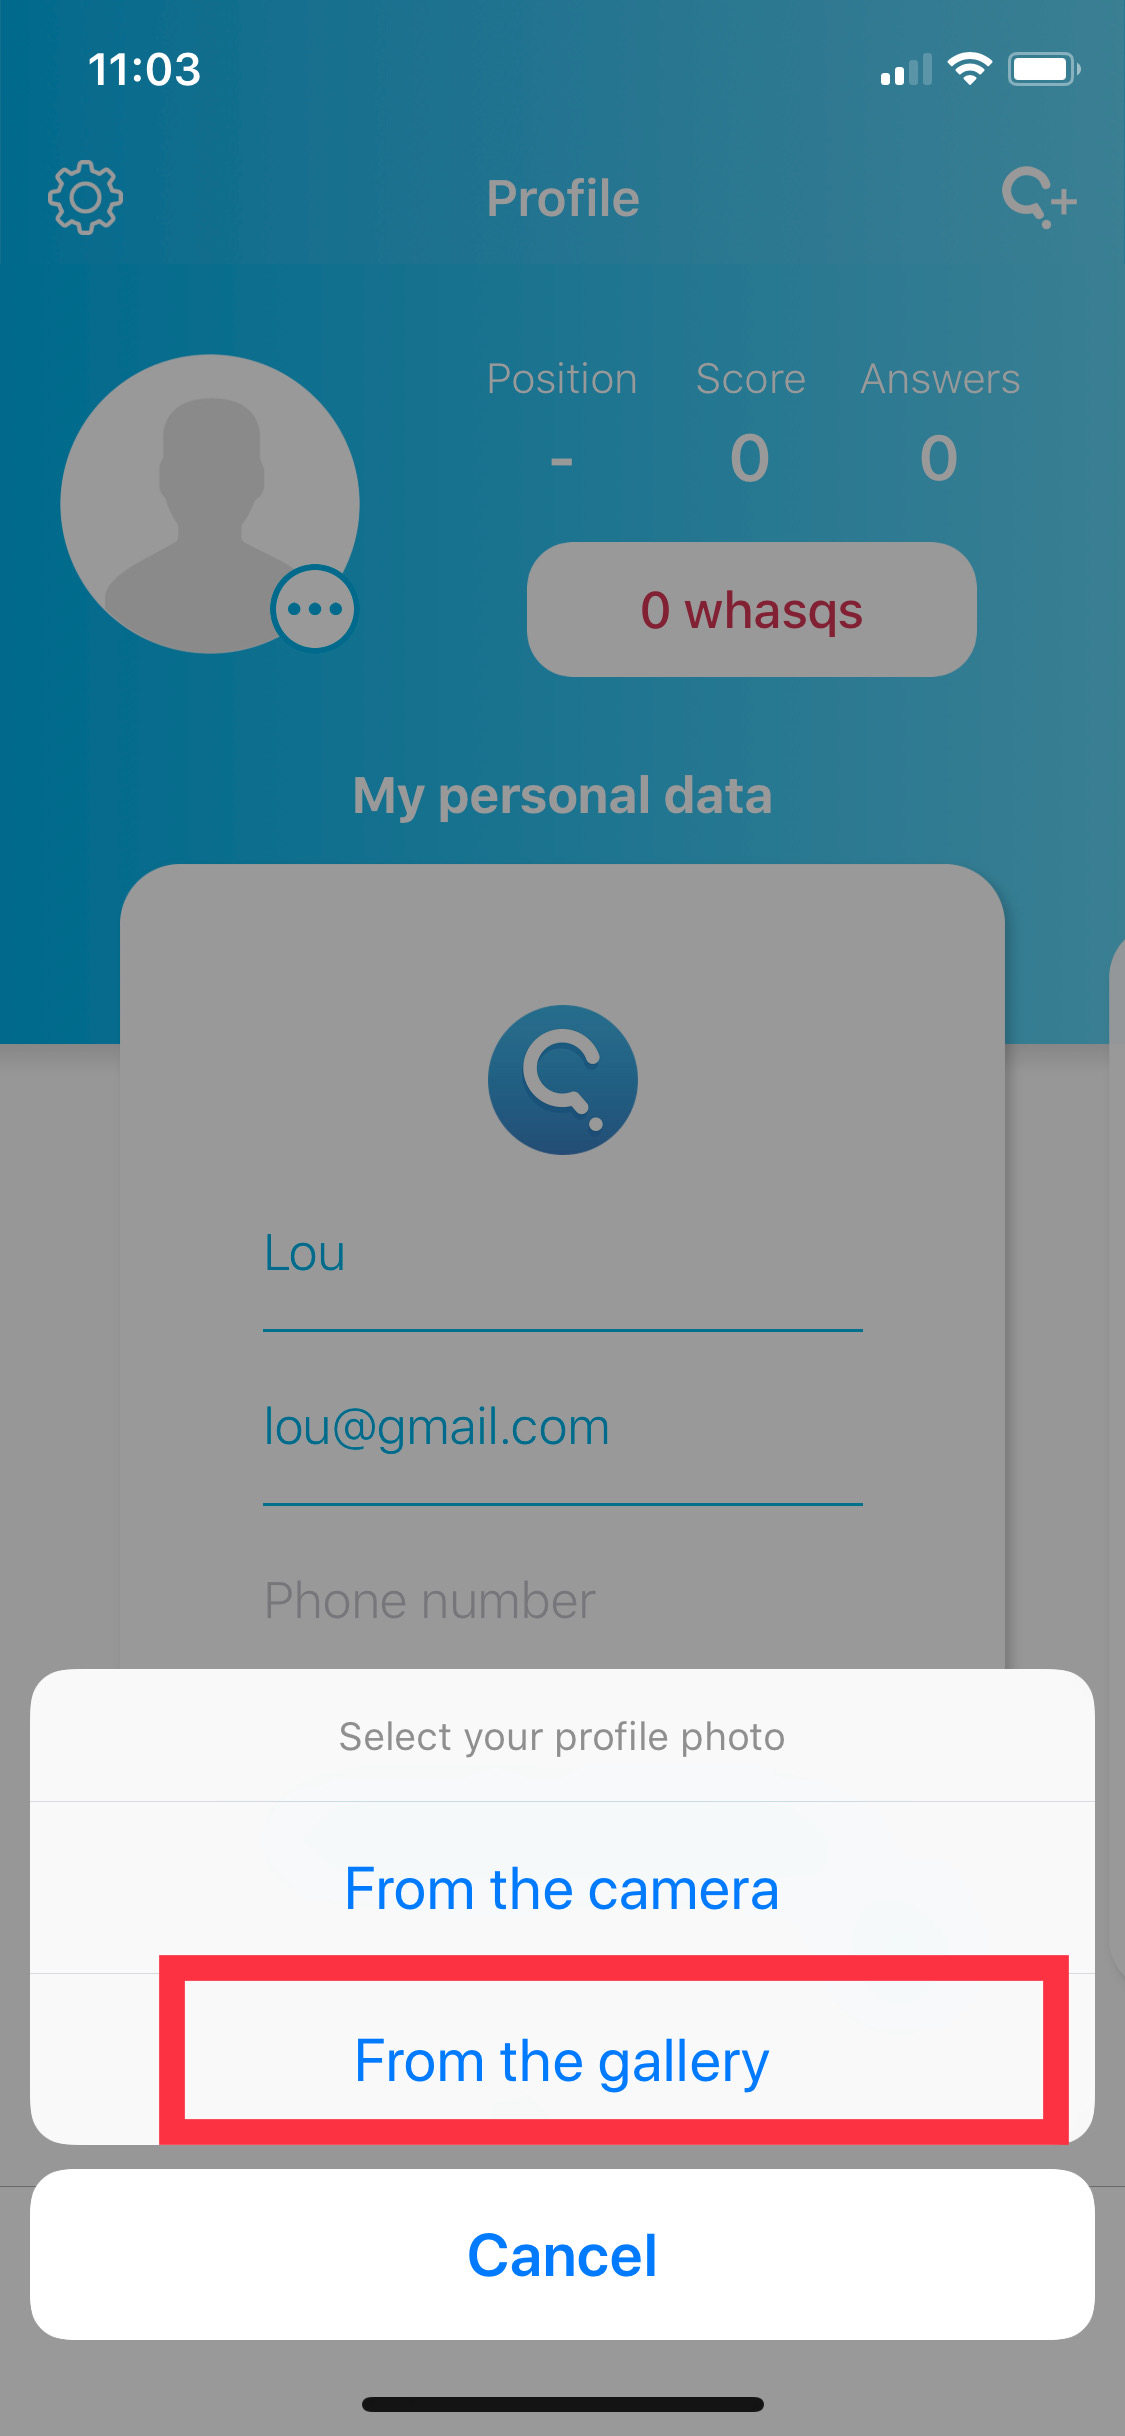 11:03
Profile
Position Score Answers
- 0 0
0 whasqs
My personal data
Lou
lou@gmail.com
Phone number
Select your profile photo
From the camera
From the gallery
Cancel